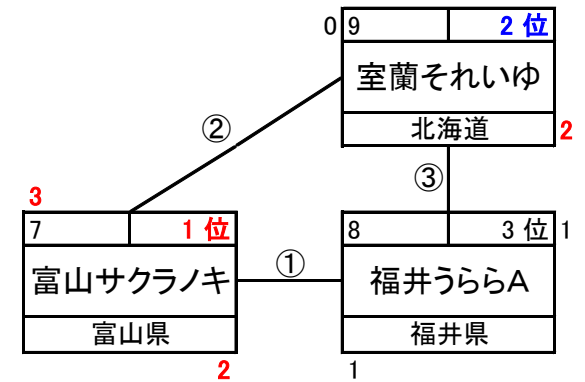 0 9 2 位
室蘭それいゆ
北海道 2
②
③
3
7 1 位
富山サクラノキ
富山県
2
①
8 3 位 1
福井うららA
福井県
1